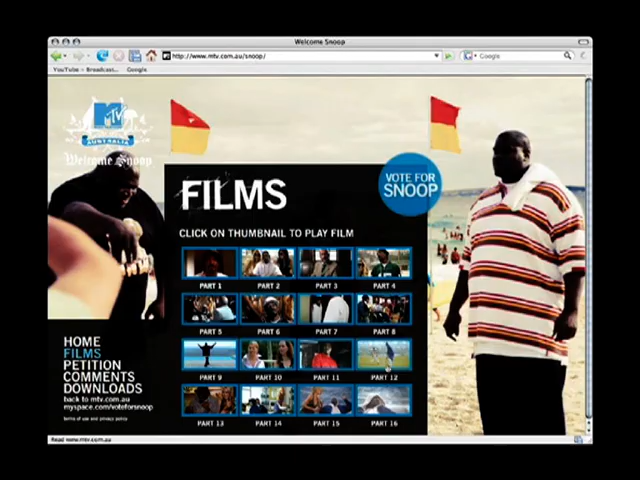 Welcome Snoop
http://www.mtv.com.au/snoop/
Google
YouTube - Broadcast...
Google
MTV
AUSTRALIA
Welcome Snoop
FILMS
VOTE FOR
SNOOP
CLICK ON THUMBNAIL TO PLAY FILM
PART 1
PART 2
PART 3
PART 4
PART 5
PART 6
PART 7
PART 8
PART 9
PART 10
PART 11
PART 12
PART 13
PART 14
PART 15
PART 16
HOME
FILMS
PETITION
COMMENTS
DOWNLOADS
back to mtv.com.au
myspace.com/voteforsnoop
terms of use and privacy policy
Read www.mtv.com.au